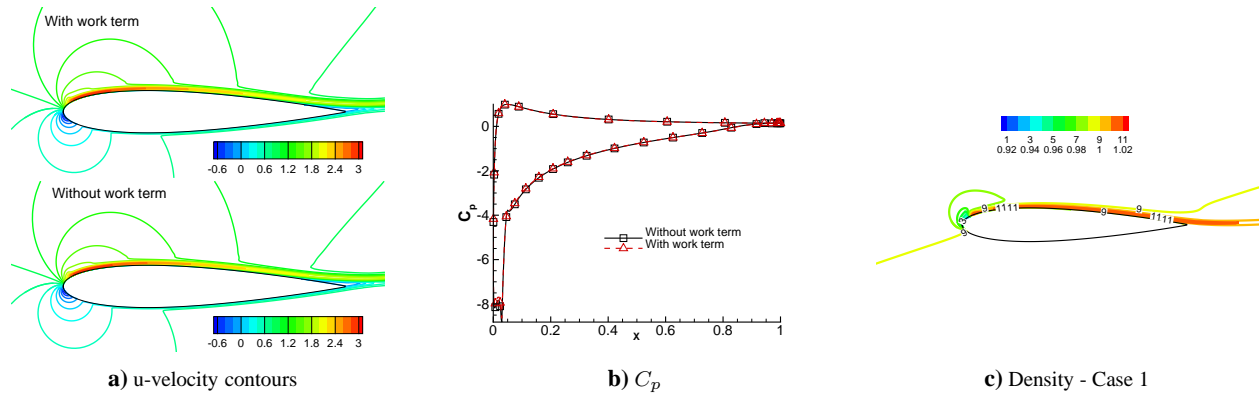 With work term
-0.6 0 0.6 1.2 1.8 2.4 3
Without work term
-0.6 0 0.6 1.2 1.8 2.4 3
a) u-velocity contours
C_p
0
-2
-4
-6
-8
0 0.2 0.4 0.6 0.8 1
x
Without work term
With work term
b) C_p
1 3 5 7 9 11
0.92 0.94 0.96 0.98 1 1.02
3 9 9 1111 9 9 1111
c) Density - Case 1